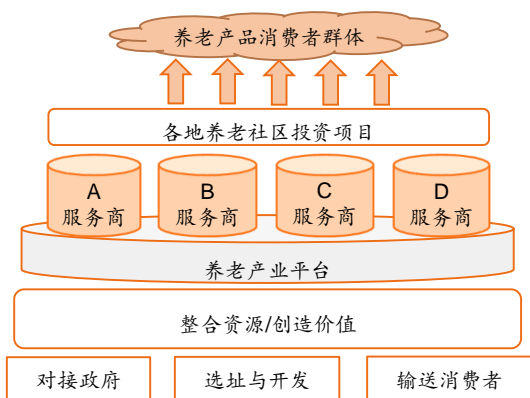 养老产品消费者群体
各地养老社区投资项目
A
服务商
B
服务商
C
服务商
D
服务商
养老产业平台
整合资源/创造价值
对接政府
选址与开发
输送消费者